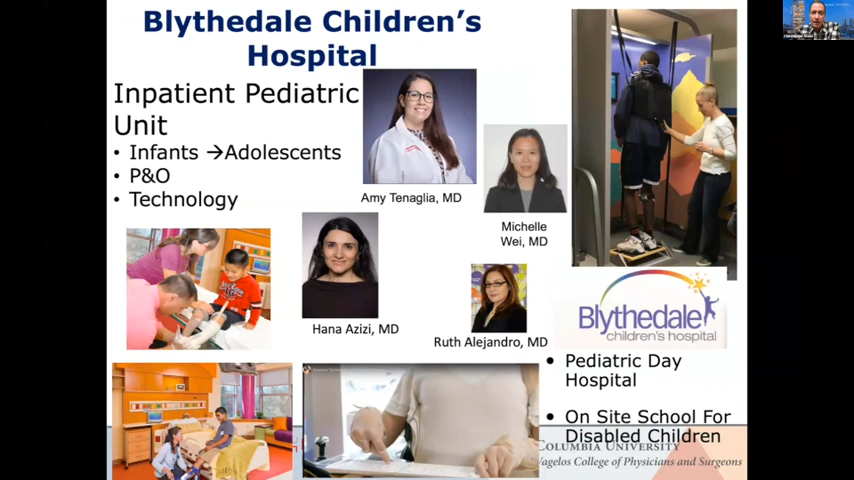 Blythedale Children's
Hospital
Inpatient Pediatric
Unit
• Infants →Adolescents
• P&O
• Technology
Amy Tenaglia, MD
Michelle
Wei, MD
Hana Azizi, MD
Ruth Alejandro, MD
Blythedale
children's hospital
• Pediatric Day
Hospital
• On Site School For
Disabled Children
COLUMBIA UNIVERSITY
Vagelos College of Physicians and Surgeons